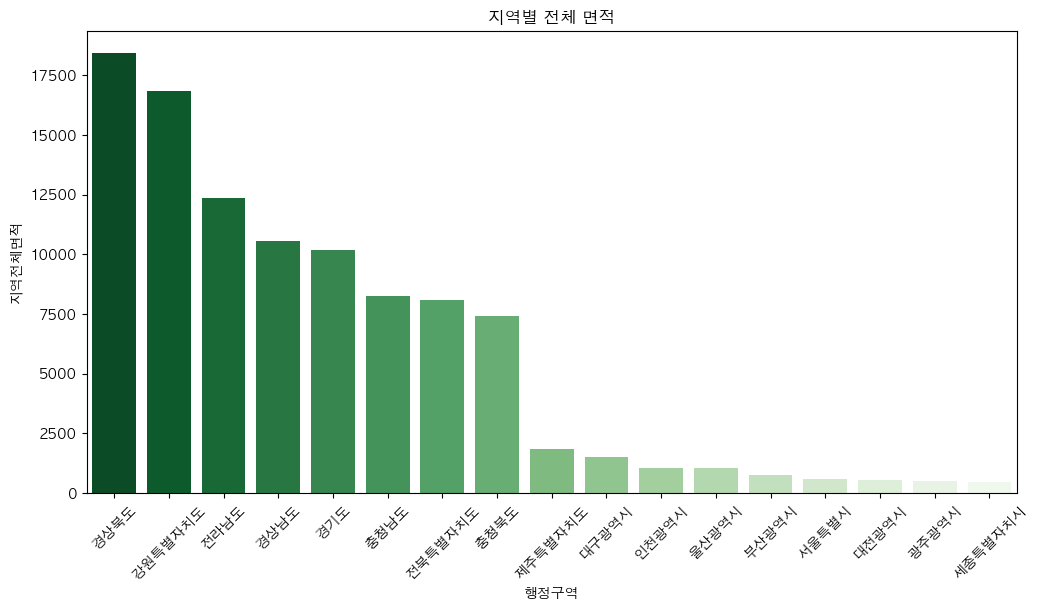 지역별 전체 면적
17500
15000
12500
10000
7500
5000
2500
0
지역전체면적
경상북도
강원특별자치도
전라남도
경상남도
경기도
충청남도
전북특별자치도
충청북도
제주특별자치도
대구광역시
인천광역시
울산광역시
부산광역시
서울특별시
대전광역시
광주광역시
세종특별자치시
행정구역